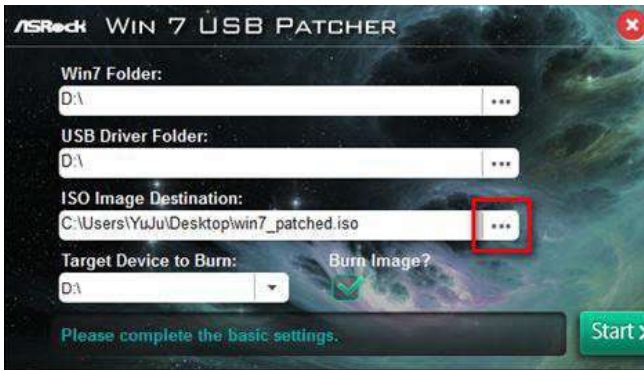 ASRock WIN 7 USB PATCHER
Win7 Folder:
D:\
USB Driver Folder:
D:\
ISO Image Destination:
C:\Users\YuJu\Desktop\win7_patched.iso
Target Device to Burn: Burn Image?
D:\
Please complete the basic settings. Start